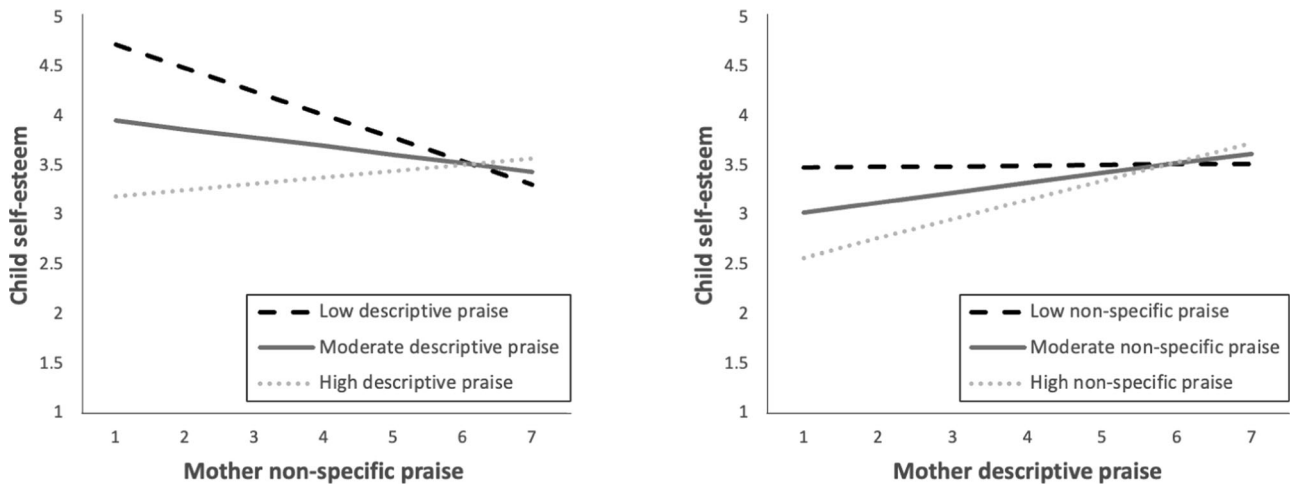 5
4.5
4
3.5
3
2.5
2
1.5
1
Child self-esteem
Low descriptive praise
Moderate descriptive praise
High descriptive praise
1 2 3 4 5 6 7
Mother non-specific praise
5
4.5
4
3.5
3
2.5
2
1.5
1
Child self-esteem
Low non-specific praise
Moderate non-specific praise
High non-specific praise
1 2 3 4 5 6 7
Mother descriptive praise